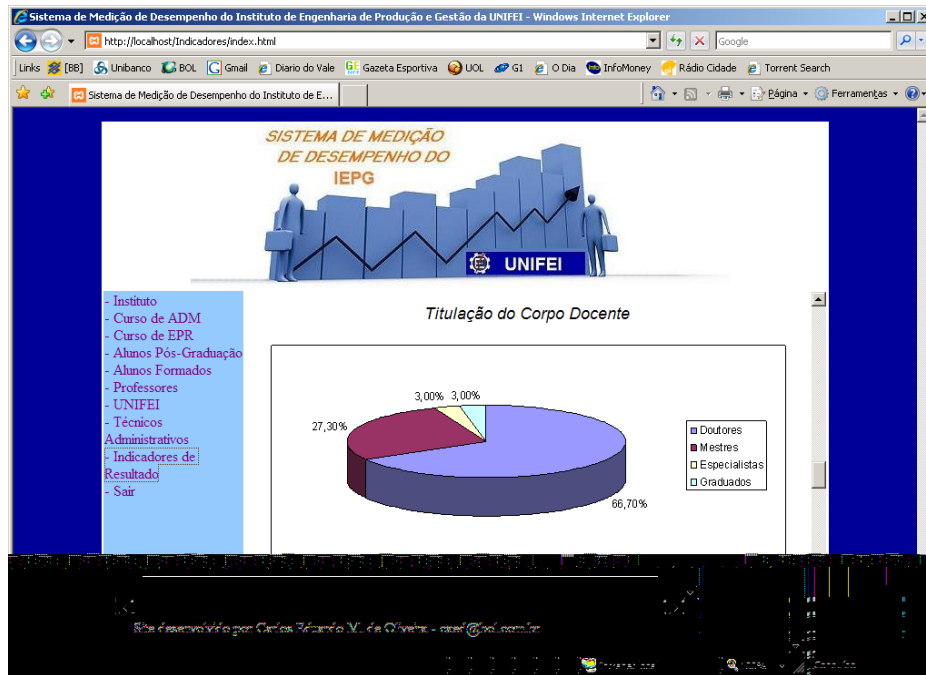 Sistema de Medição de Desempenho do Instituto de Engenharia de Produção e Gestão da UNIFEI - Windows Internet Explorer
http://localhost/Indicadores/index.html
Google
Links [BB] Unibanco BOL Gmail Diario do Vale Gazeta Esportiva UOL G1 O Dia InfoMoney Rádio Cidade Torrent Search
Sistema de Medição de Desempenho do Instituto de E...
Página Ferramentas
SISTEMA DE MEDIÇÃO
DE DESEMPENHO DO
IEPG
UNIFEI
- Instituto
- Curso de ADM
- Curso de EPR
- Alunos Pós-Graduação
- Alunos Formados
- Professores
- UNIFEI
- Técnicos
Administrativos
- Indicadores de
Resultado
- Sair
Titulação do Corpo Docente
3,00% 3,00%
27,30%
66,70%
Doutores
Mestres
Especialistas
Graduados
Site desenvolvido por Carlos Eduardo